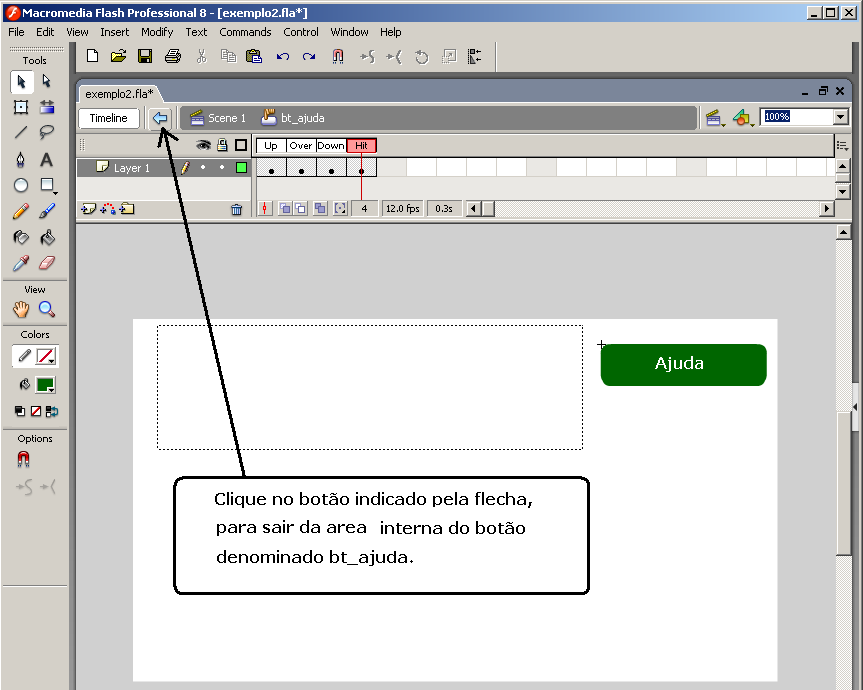 Macromedia Flash Professional 8 - [exemplo2.fla*]
File Edit View Insert Modify Text Commands Control Window Help
Tools
exemplo2.fla*
Timeline Scene 1 bt_ajuda 100%
Up Over Down Hit
Layer 1
4 12.0 fps 0.3s
View
Colors
Options
Ajuda
Clique no botão indicado pela flecha,
para sair da area interna do botão
denominado bt_ajuda.